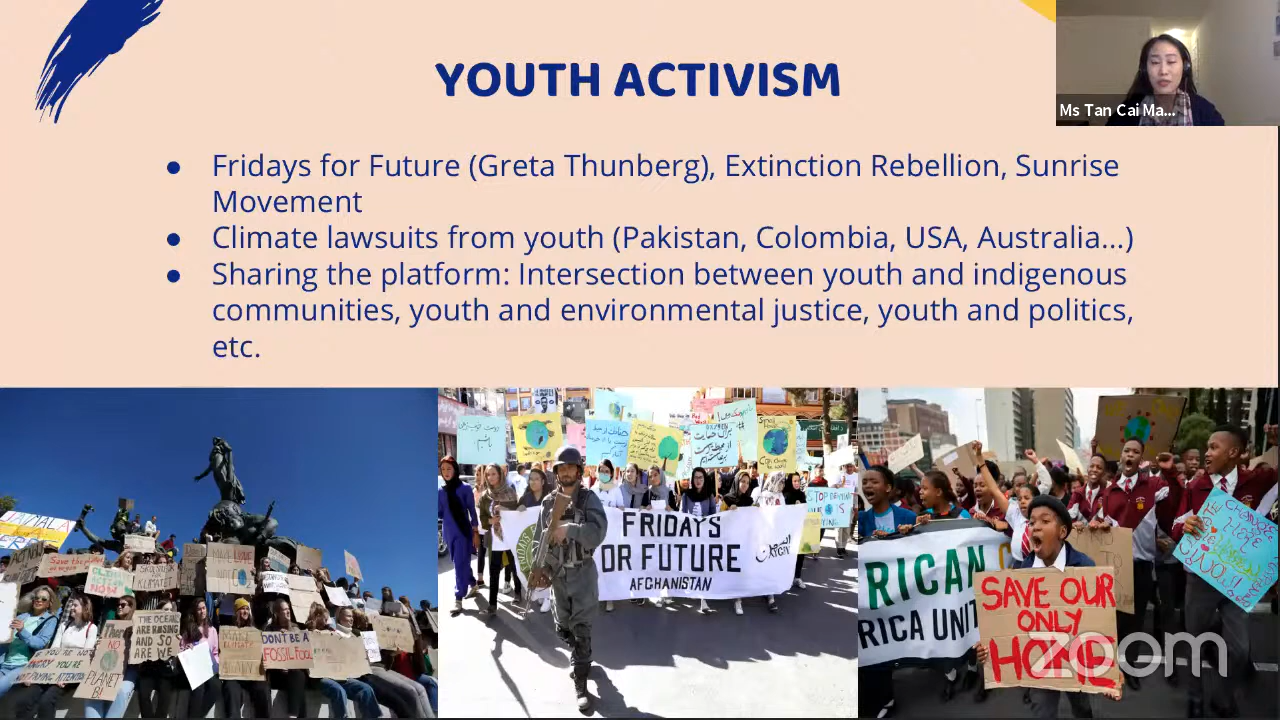 YOUTH ACTIVISM
Ms Tan Cai Ma...
● Fridays for Future (Greta Thunberg), Extinction Rebellion, Sunrise
Movement
● Climate lawsuits from youth (Pakistan, Colombia, USA, Australia...)
● Sharing the platform: Intersection between youth and indigenous
communities, youth and environmental justice, youth and politics,
etc.
THE OCEANS
ARE RISING
AND SO
ARE WE
DON'T BE A
FOSSIL FOOL
FRIDAYS
OR FUTURE
AFGHANISTAN
RICAN
RICA UNIT
SAVE OUR
ONLY
HOME
zoom